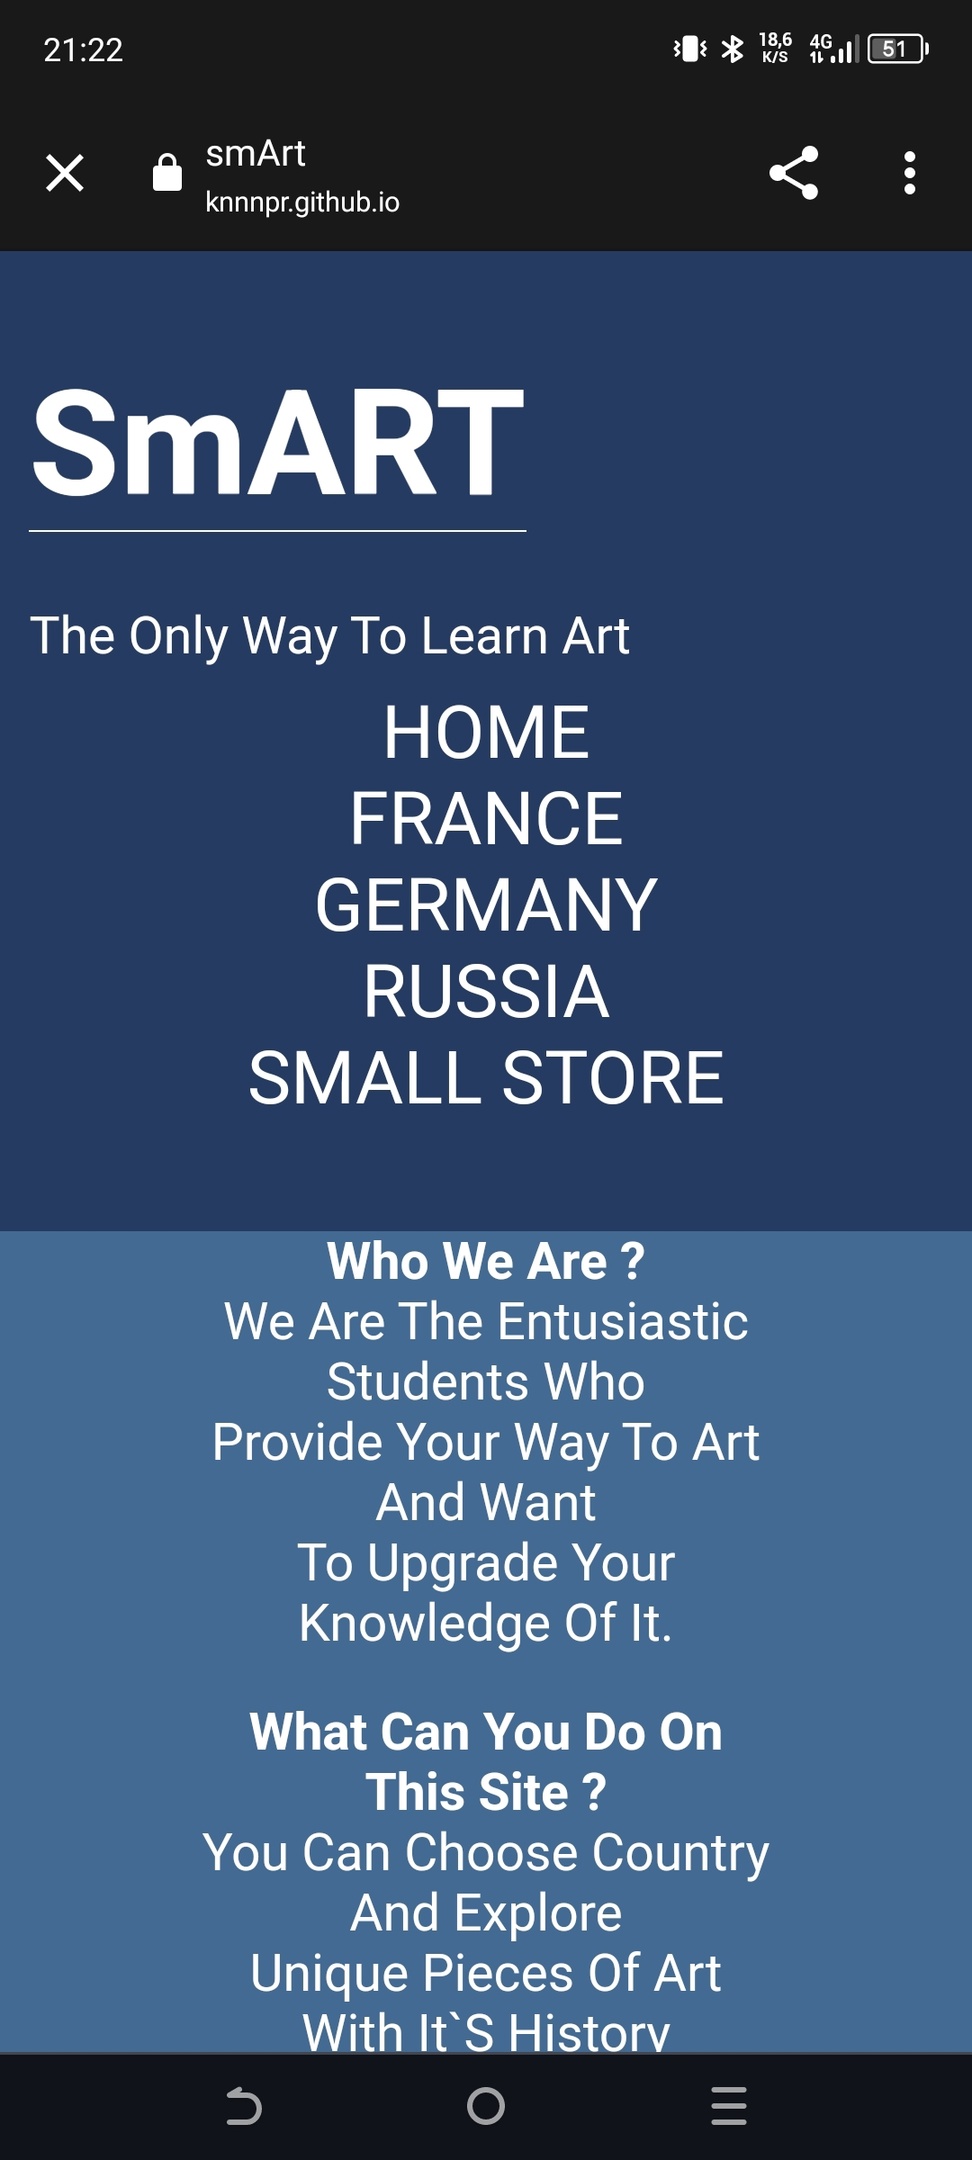 21:22
18,6
K/S
4G
51
smArt
knnnpr.github.io
SmART
The Only Way To Learn Art
HOME
FRANCE
GERMANY
RUSSIA
SMALL STORE
Who We Are ?
We Are The Entusiastic
Students Who
Provide Your Way To Art
And Want
To Upgrade Your
Knowledge Of It.
What Can You Do On
This Site ?
You Can Choose Country
And Explore
Unique Pieces Of Art
With It`S History